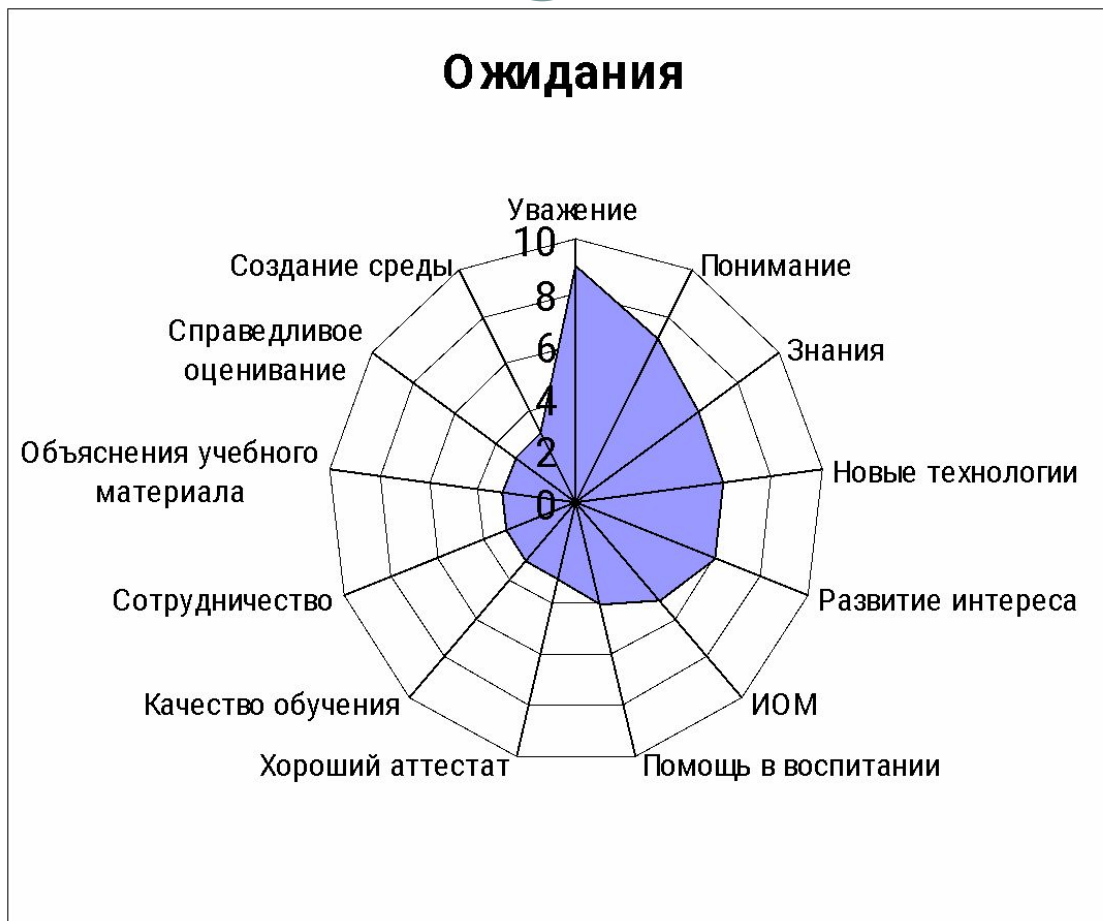 Ожидания
Уважение
Понимание
Знания
Новые технологии
Развитие интереса
ИОМ
Помощь в воспитании
Хороший аттестат
Качество обучения
Сотрудничество
Объяснения учебного
материала
Справедливое
оценивание
Создание среды
10
8
6
4
2
0